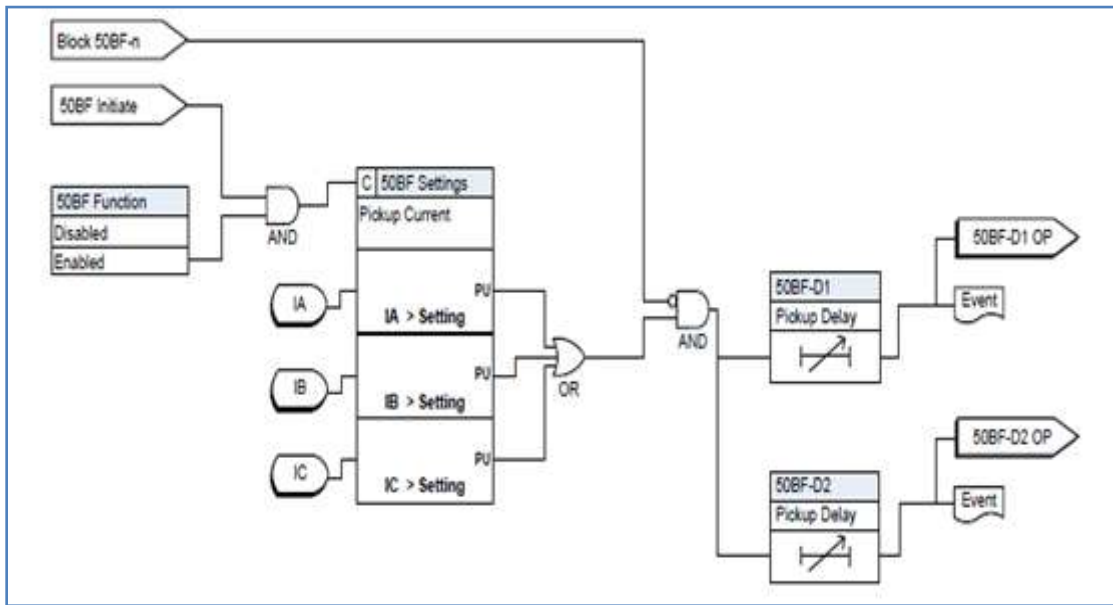 Block 50BF-n
50BF Initiate
50BF Function
Disabled
Enabled
AND
C 50BF Settings
Pickup Current
IA
PU
IA > Setting
IB
PU
IB > Setting
IC
PU
IC > Setting
OR
AND
50BF-D1
Pickup Delay
50BF-D1 OP
Event
50BF-D2
Pickup Delay
50BF-D2 OP
Event